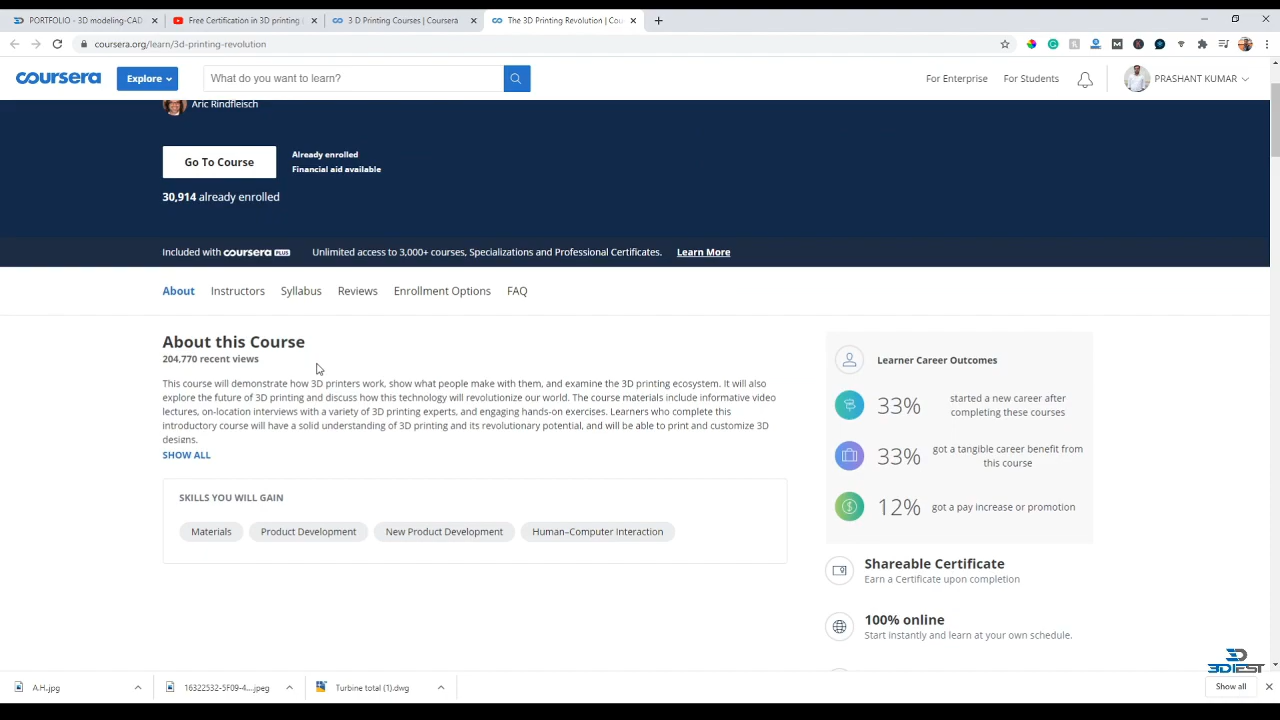 PORTFOLIO - 3D modeling-CAD
Free Certification in 3D printing
3 D Printing Courses | Coursera
The 3D Printing Revolution | Cou
coursera.org/learn/3d-printing-revolution
coursera
Explore
What do you want to learn?
For Enterprise
For Students
PRASHANT KUMAR
Aric Rindfleisch
Go To Course
Already enrolled
Financial aid available
30,914 already enrolled
Included with coursera PLUS
Unlimited access to 3,000+ courses, Specializations and Professional Certificates.
Learn More
About
Instructors
Syllabus
Reviews
Enrollment Options
FAQ
About this Course
204,770 recent views
This course will demonstrate how 3D printers work, show what people make with them, and examine the 3D printing ecosystem. It will also
explore the future of 3D printing and discuss how this technology will revolutionize our world. The course materials include informative video
lectures, on-location interviews with a variety of 3D printing experts, and engaging hands-on exercises. Learners who complete this
introductory course will have a solid understanding of 3D printing and its revolutionary potential, and will be able to print and customize 3D
designs.
SHOW ALL
SKILLS YOU WILL GAIN
Materials
Product Development
New Product Development
Human–Computer Interaction
Learner Career Outcomes
33%
started a new career after
completing these courses
33%
got a tangible career benefit from
this course
12%
got a pay increase or promotion
Shareable Certificate
Earn a Certificate upon completion
100% online
Start instantly and learn at your own schedule.
A.H.jpg
16322532-5F09-4....jpeg
Turbine total (1).dwg
3DIEST
Show all